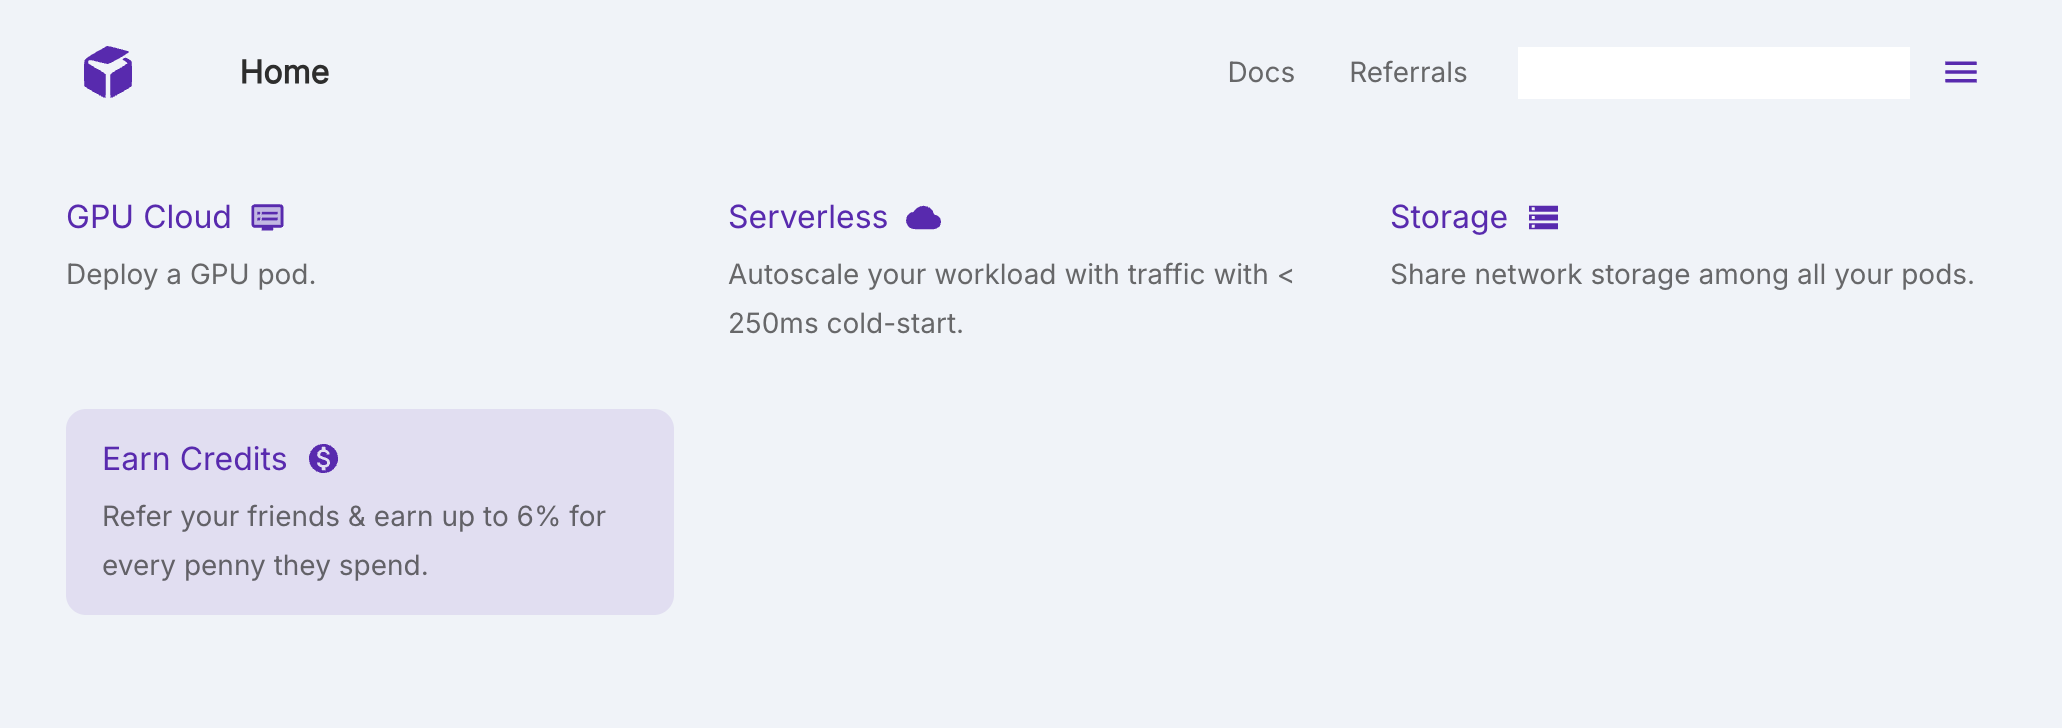 Home
Docs
Referrals
GPU Cloud
Deploy a GPU pod.
Serverless
Autoscale your workload with traffic with <
250ms cold-start.
Storage
Share network storage among all your pods.
Earn Credits
Refer your friends & earn up to 6% for
every penny they spend.